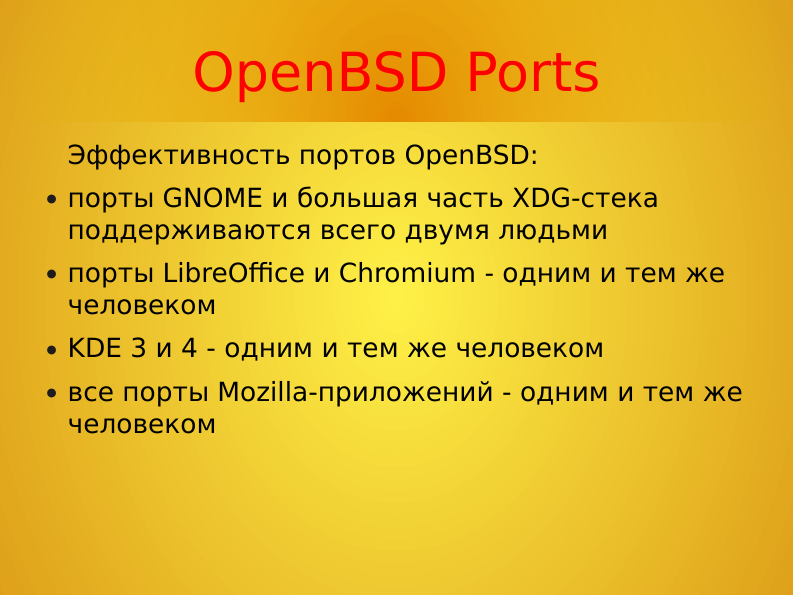 OpenBSD Ports
Эффективность портов OpenBSD:
• порты GNOME и большая часть XDG-стека
поддерживаются всего двумя людьми
• порты LibreOffice и Chromium - одним и тем же
человеком
• KDE 3 и 4 - одним и тем же человеком
• все порты Mozilla-приложений - одним и тем же
человеком